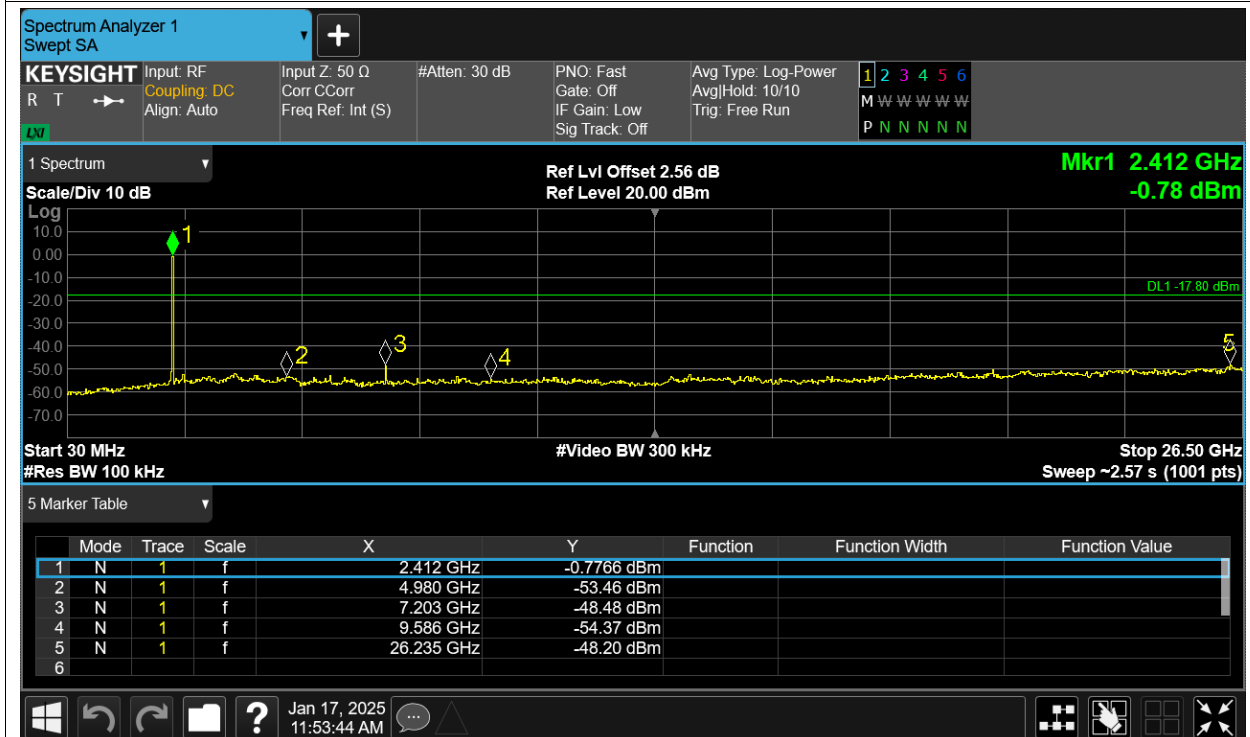 Spectrum Analyzer 1
Swept SA
+
KEYSIGHT
R T
LXI
Input: RF
Coupling: DC
Align: Auto
Input Z: 50 Ω
Corr CCorr
Freq Ref: Int (S)
#Atten: 30 dB
PNO: Fast
Gate: Off
IF Gain: Low
Sig Track: Off
Avg Type: Log-Power
Avg|Hold: 10/10
Trig: Free Run
1 2 3 4 5 6
M W W W W W
P N N N N N
1 Spectrum
Scale/Div 10 dB
Ref Lvl Offset 2.56 dB
Ref Level 20.00 dBm
Mkr1 2.412 GHz
-0.78 dBm
Log
10.0
0.00
-10.0
-20.0
-30.0
-40.0
-50.0
-60.0
-70.0
1
2
3
4
5
DL1 -17.80 dBm
Start 30 MHz
#Res BW 100 kHz
#Video BW 300 kHz
Stop 26.50 GHz
Sweep ~2.57 s (1001 pts)
5 Marker Table
Mode Trace Scale X Y Function Function Width Function Value
1 N 1 f 2.412 GHz -0.7766 dBm
2 N 1 f 4.980 GHz -53.46 dBm
3 N 1 f 7.203 GHz -48.48 dBm
4 N 1 f 9.586 GHz -54.37 dBm
5 N 1 f 26.235 GHz -48.20 dBm
6
?
Jan 17, 2025
11:53:44 AM